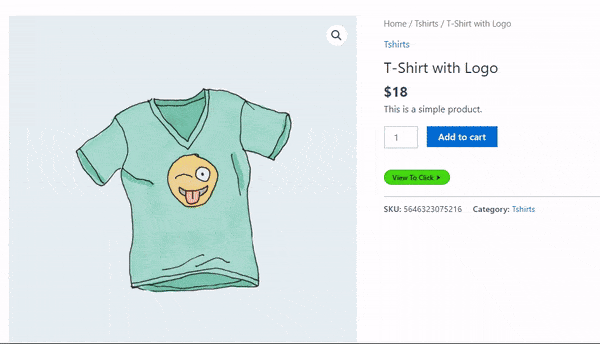 Home / Tshirts / T-Shirt with Logo
Tshirts
T-Shirt with Logo
$18
This is a simple product.
1 Add to cart
View To Click
SKU: 5646323075216 Category: Tshirts